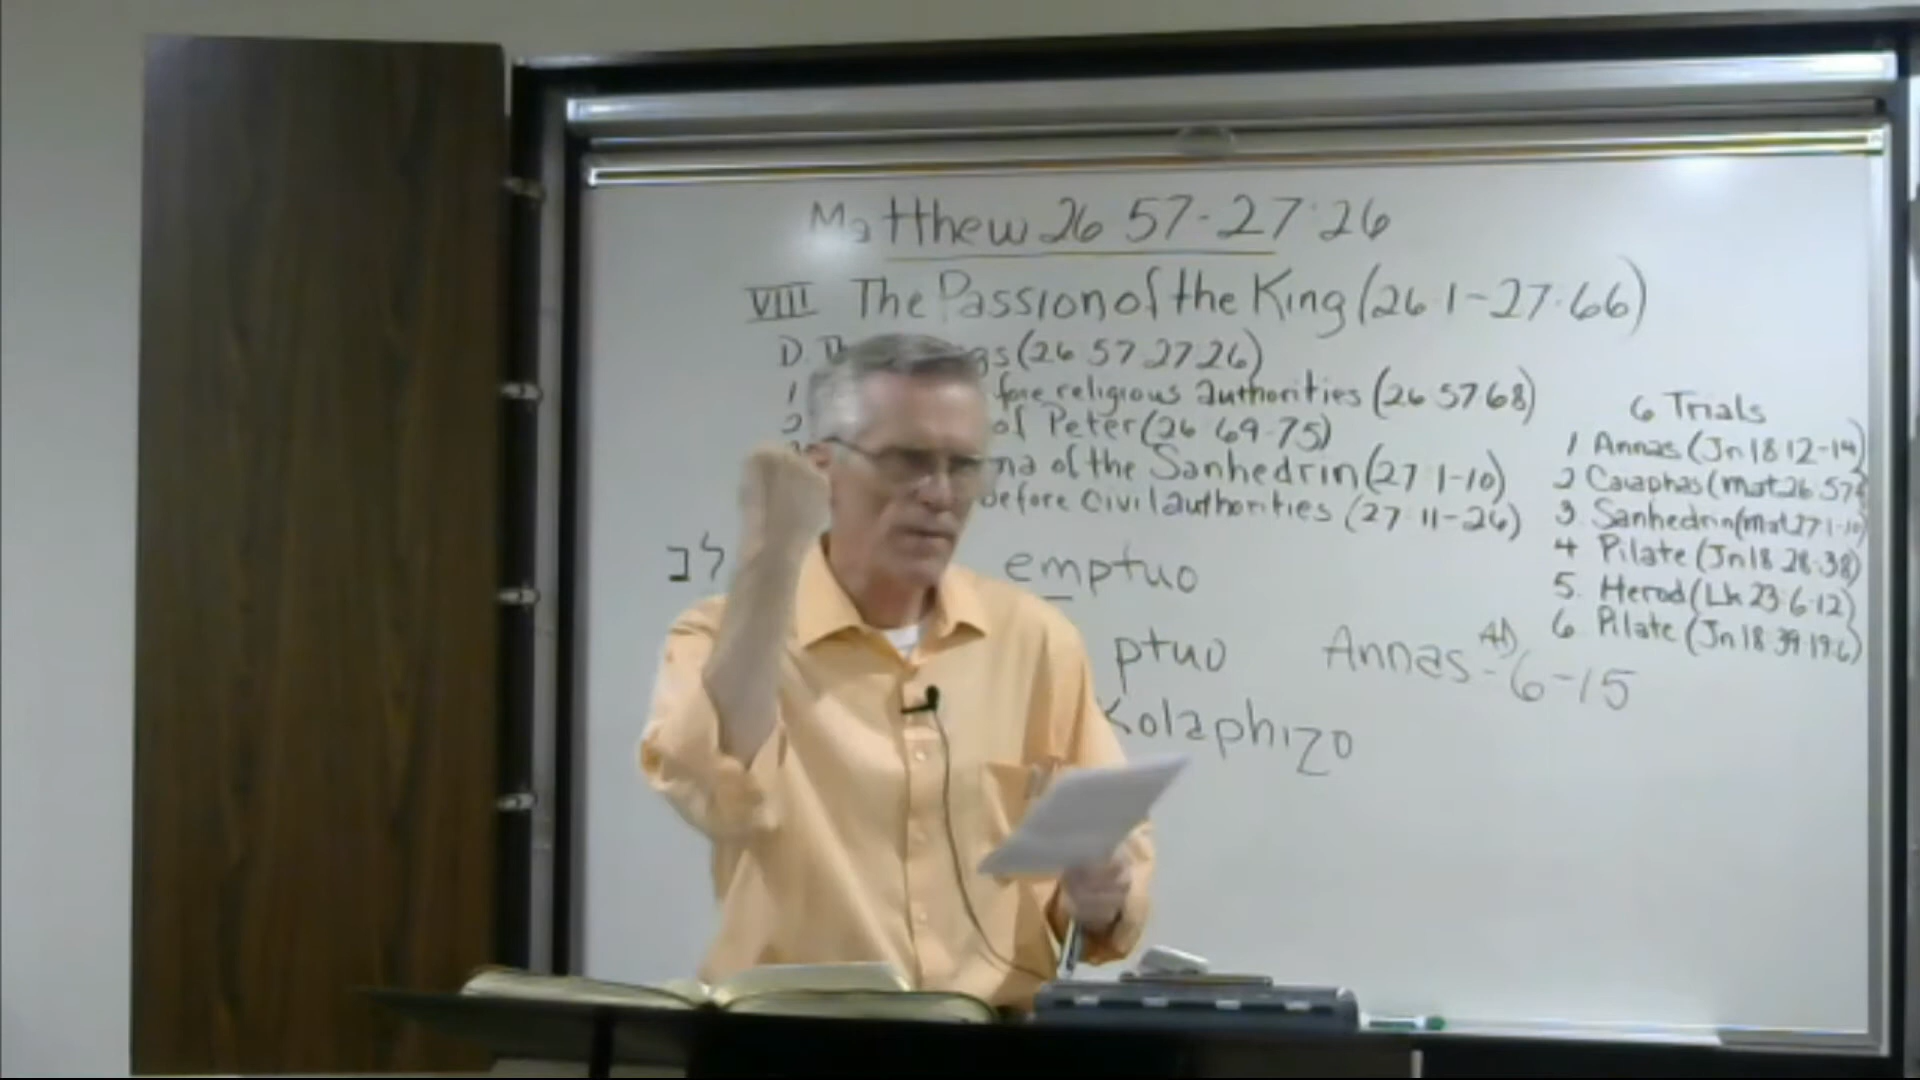 Matthew 26 57-27:26
VIII The Passion of the King (26 1-27:66)
D (26 57 27 26)
1 religious authorities (26 57 68)
2 of Peter (26 69-75)
of the Sanhedrin (27 1-10)
before civil authorities (27 11-26)
6 Trials
1 Annas (Jn 18 12-14)
2 Caiaphas (Mat 26 57
3 Sanhedrin (Mat 27 1-10)
4 Pilate (Jn 18 28-38)
5. Herod (Lk 23 6-12)
6 Pilate (Jn 18 39-19:6)
emptuo
ptuo
Kolaphizo
Annas - AD 6-15